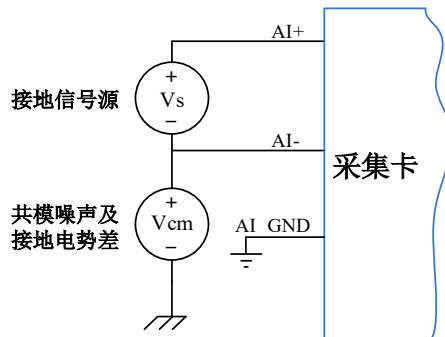 AI+
+
Vs
−
接地信号源
AI-
采集卡
共模噪声及
接地电势差
+
Vcm
−
AI GND